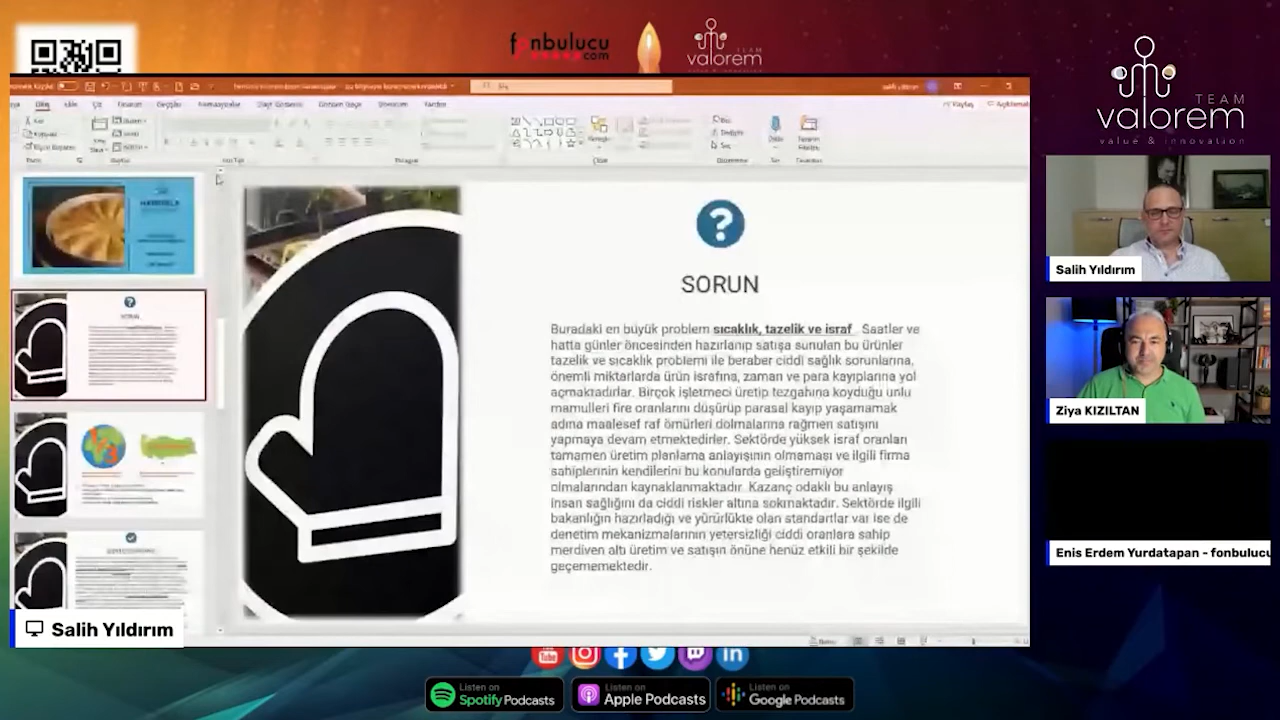 fonbulucu
.com
TEAM
valorem
TEAM
valorem
value & innovation
SORUN
Buradaki en büyük problem sıcaklık, tazelik ve israf . Saatler ve
hatta günler öncesinden hazırlanıp satışa sunulan bu ürünler
tazelik ve sıcaklık problemi ile beraber ciddi sağlık sorunlarına,
önemli miktarlarda ürün israfına, zaman ve para kayıplarına yol
açmaktadırlar. Birçok işletmeci üretip tezgahına koyduğu unlu
mamulleri fire oranlarını düşürüp parasal kayıp yaşamamak
adına maalesef raf ömürleri dolmalarına rağmen satışını
yapmaya devam etmektedirler. Sektörde yüksek israf oranları
tamamen üretim planlama anlayışının olmaması ve ilgili firma
sahiplerinin kendilerini bu konularda geliştiremiyor
olmalarından kaynaklanmaktadır. Kazanç odaklı bu anlayış
insan sağlığını da ciddi riskler altına sokmaktadır. Sektörde ilgili
bakanlığın hazırladığı ve yürürlükte olan standartlar var ise de
denetim mekanizmalarının yetersizliği ciddi oranlara sahip
merdiven altı üretim ve satışın önüne henüz etkili bir şekilde
geçememektedir.
Salih Yıldırım
Ziya KIZILTAN
Enis Erdem Yurdatapan - fonbulucu
Salih Yıldırım
Listen on
Spotify Podcasts
Listen on
Apple Podcasts
Listen on
Google Podcasts